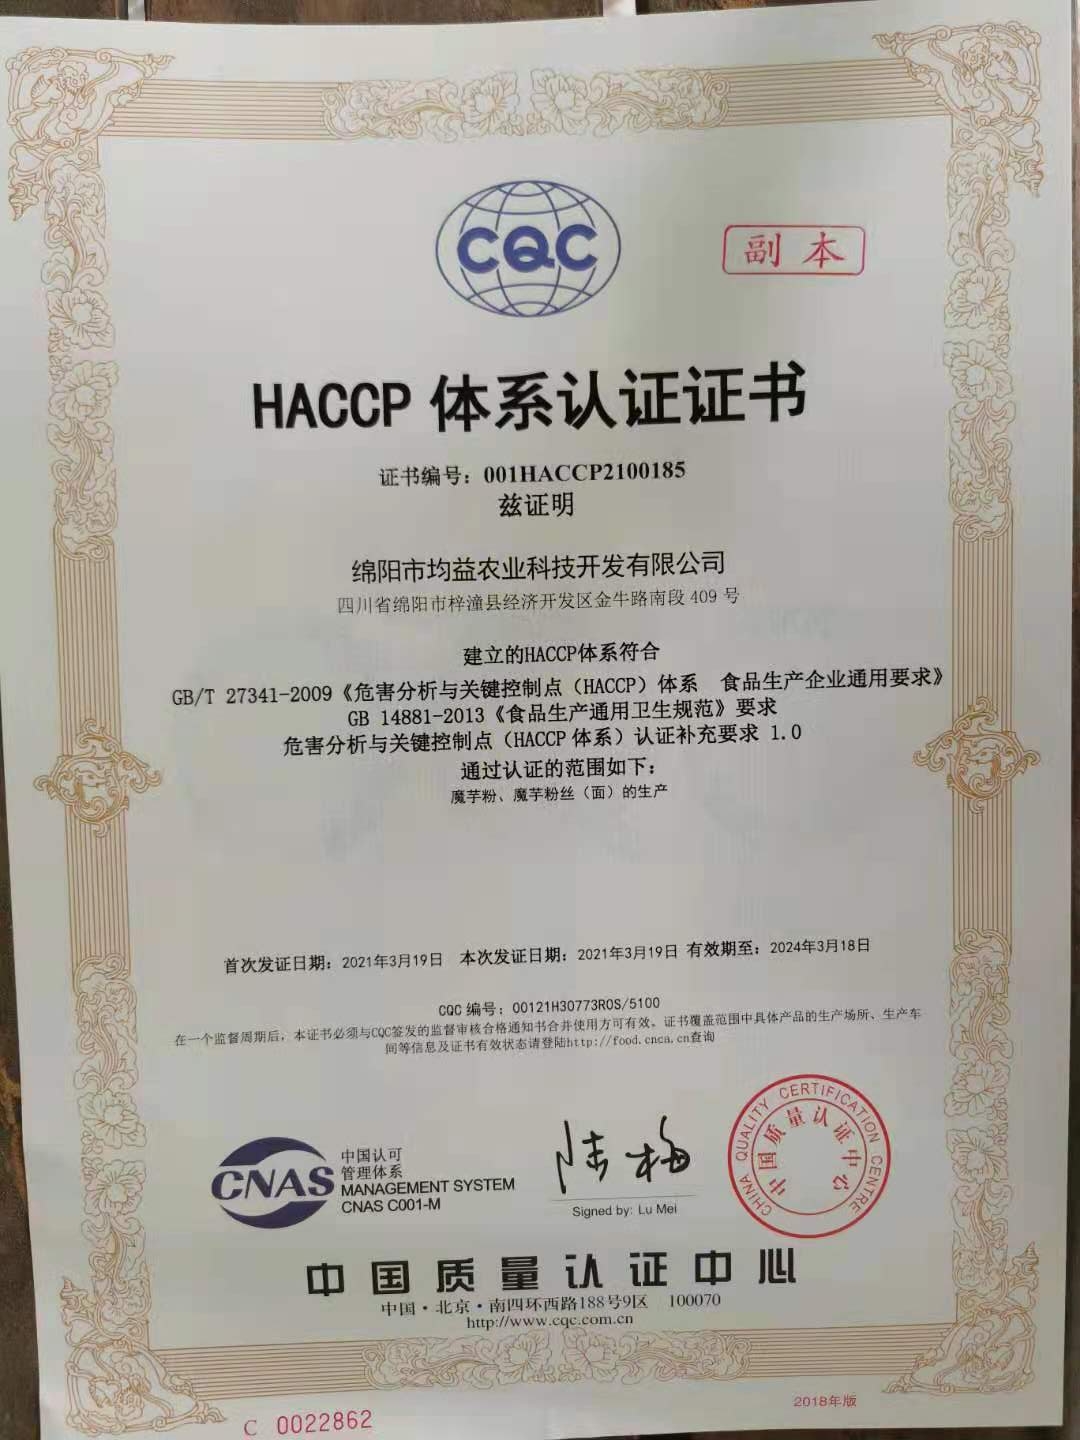 CQC
副本
HACCP 体系认证证书
证书编号：001HACCP2100185
兹证明
绵阳市均益农业科技开发有限公司
四川省绵阳市梓潼县经济开发区金牛路南段 409 号
建立的HACCP体系符合
GB/T 27341-2009《危害分析与关键控制点（HACCP）体系 食品生产企业通用要求》
GB 14881-2013《食品生产通用卫生规范》要求
危害分析与关键控制点（HACCP 体系）认证补充要求 1.0
通过认证的范围如下：
魔芋粉、魔芋粉丝（面）的生产
首次发证日期：2021年3月19日 本次发证日期：2021年3月19日 有效期至：2024年3月18日
CQC 编号：00121H30773R0S/5100
在一个监督周期后，本证书必须与CQC签发的监督审核合格通知书合并使用方可有效。证书覆盖范围中具体产品的生产场所、生产车
间等信息及证书有效状态请登陆http://food.cnca.cn查询
CNAS
中国认可
管理体系
MANAGEMENT SYSTEM
CNAS C001-M
陆梅
Signed by: Lu Mei
CHINA QUALITY CERTIFICATION CENTRE
中国质量认证中心
中国质量认证中心
中国·北京·南四环西路188号9区 100070
http://www.cqc.com.cn
2018年版
C 0022862